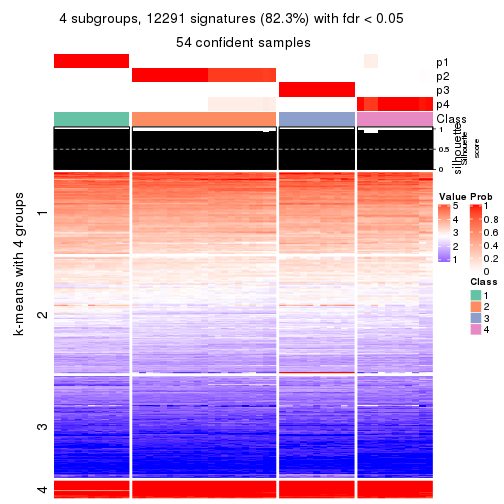 4 subgroups, 12291 signatures (82.3%) with fdr < 0.05
54 confident samples
p1
p2
p3
p4
Class
1
0.5
0
silhouette
Silhouette
score
k-means with 4 groups
1
2
3
4
Value
5
4
3
2
1
Prob
1
0.8
0.6
0.4
0.2
0
Class
1
2
3
4